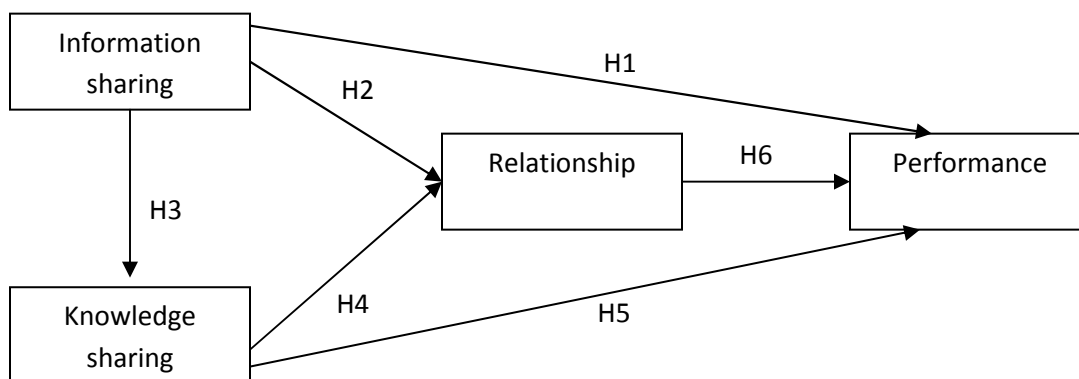 Information
sharing
H1
H2
Relationship
H6
Performance
H3
H4
H5
Knowledge
sharing